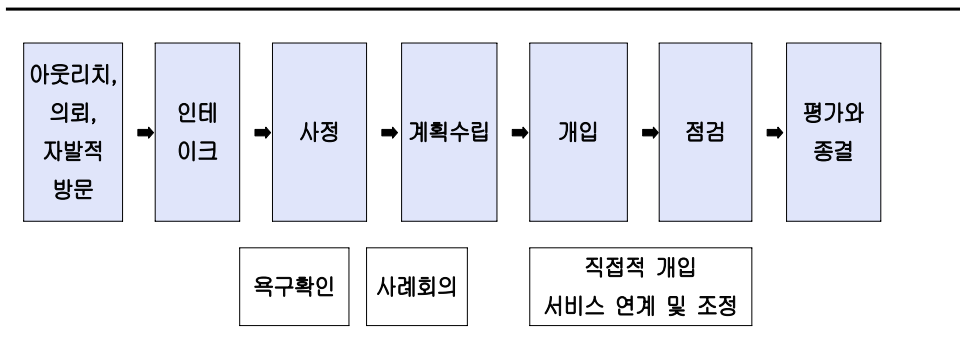 아웃리치,
의뢰,
자발적
방문
인테
이크
사정
계획수립
개입
점검
평가와
종결
욕구확인
사례회의
직접적 개입
서비스 연계 및 조정